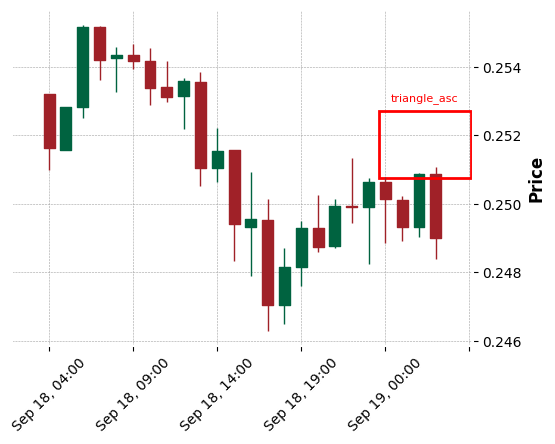 triangle_asc
0.254
0.252
0.250
0.248
0.246
Price
Sep 18, 04:00
Sep 18, 09:00
Sep 18, 14:00
Sep 18, 19:00
Sep 19, 00:00